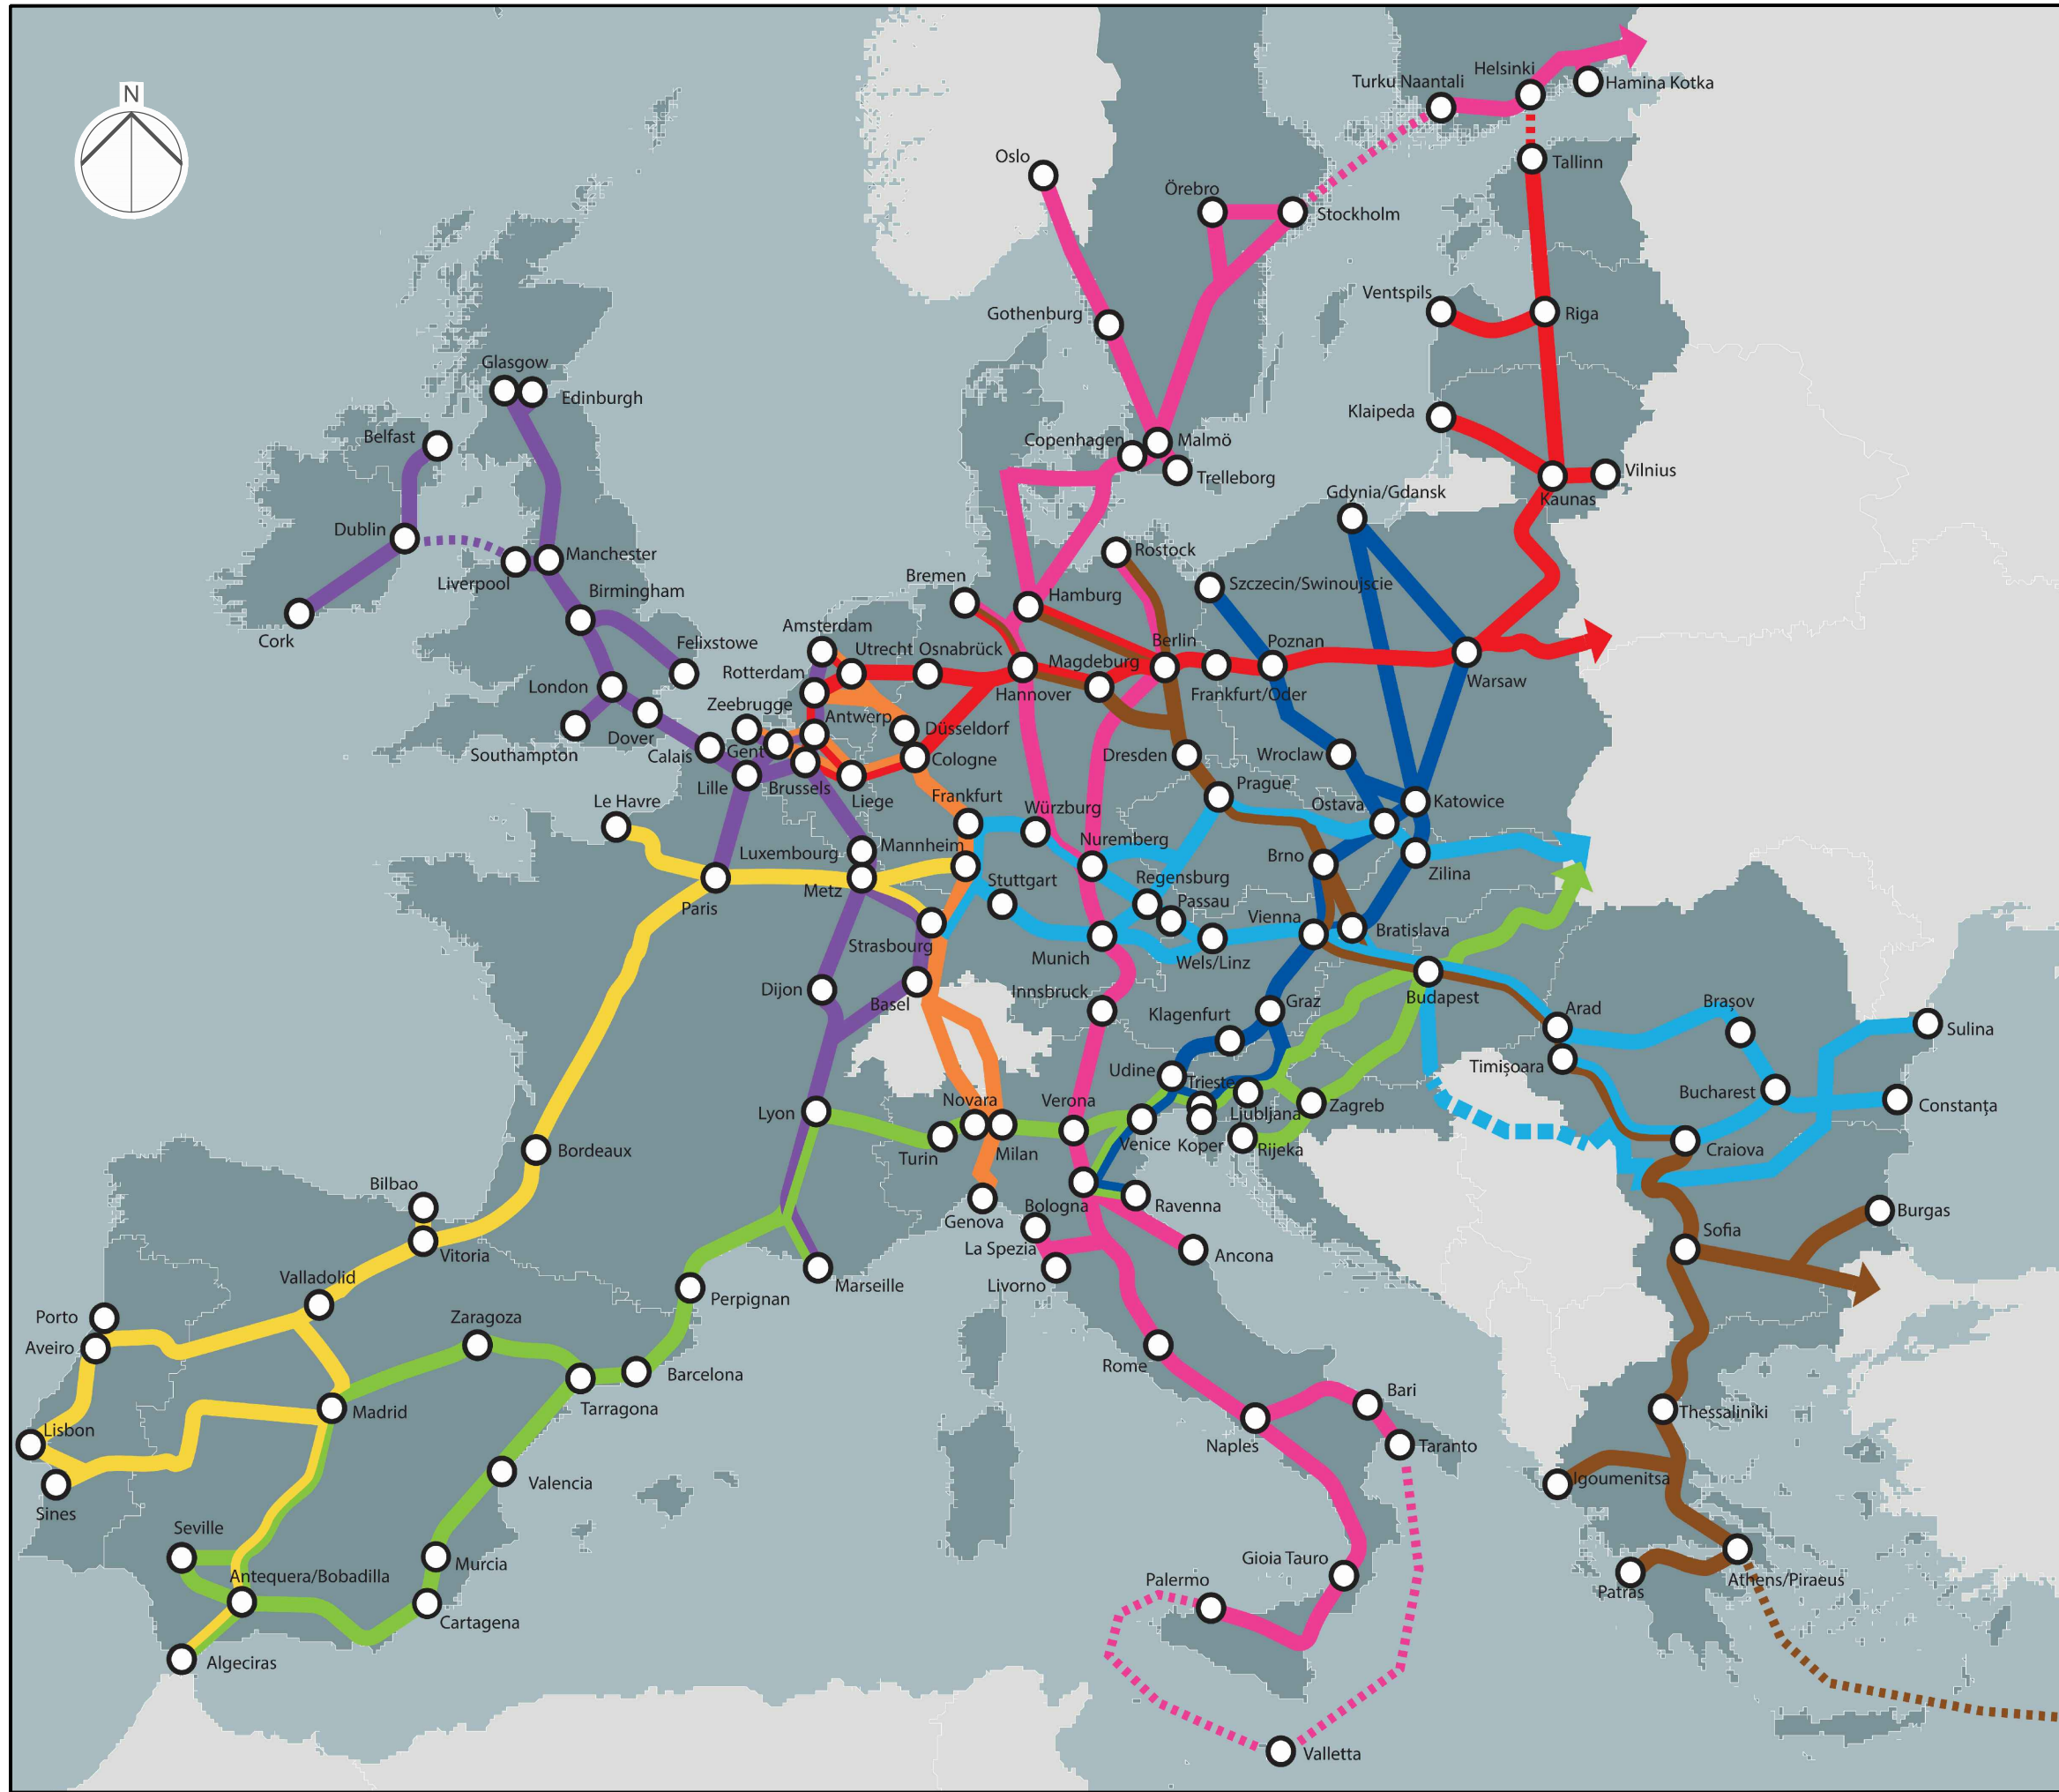 N
Helsinki
Turku Naantali
Hamina Kotka
Oslo
Tallinn
Örebro
Stockholm
Ventspils
Gothenburg
Riga
Glasgow
Edinburgh
Klaipeda
Belfast
Copenhagen
Malmö
Trelleborg
Vilnius
Gdynia/Gdansk
Kaunas
Dublin
Manchester
Rostock
Liverpool
Bremen
Szczecin/Swinoujscie
Birmingham
Hamburg
Cork
Amsterdam
Felixstowe
Utrecht
Osnabrück
Berlin
Poznan
Rotterdam
Magdeburg
London
Hannover
Frankfurt/Oder
Warsaw
Zeebrugge
Antwerp
Düsseldorf
Dover
Southampton
Calais
Gent
Cologne
Dresden
Wroclaw
Lille
Brussels
Liege
Prague
Le Havre
Frankfurt
Würzburg
Ostava
Katowice
Nuremberg
Luxembourg
Mannheim
Brno
Zilina
Metz
Stuttgart
Regensburg
Passau
Paris
Vienna
Bratislava
Strasbourg
Munich
Wels/Linz
Dijon
Basel
Innsbruck
Budapest
Graz
Klagenfurt
Arad
Brașov
Sulina
Udine
Timișoara
Trieste
Bucharest
Novara
Verona
Lyon
Ljubljana
Zagreb
Constanța
Venice
Koper
Rijeka
Bordeaux
Turin
Milan
Craiova
Bilbao
Genova
Bologna
Ravenna
Burgas
Vitoria
La Spezia
Ancona
Sofia
Valladolid
Livorno
Marseille
Perpignan
Porto
Zaragoza
Aveiro
Rome
Barcelona
Bari
Madrid
Tarragona
Thessaliniki
Lisbon
Naples
Taranto
Valencia
Igoumenitsa
Sines
Seville
Murcia
Gioia Tauro
Antequera/Bobadilla
Palermo
Athens/Piraeus
Patras
Cartagena
Algeciras
Valletta